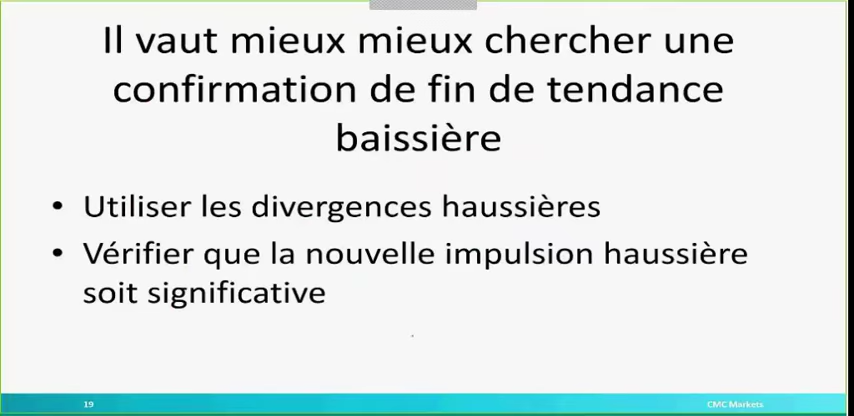 Il vaut mieux mieux chercher une
confirmation de fin de tendance
baissière
• Utiliser les divergences haussières
• Vérifier que la nouvelle impulsion haussière
soit significative
19
CMC Markets